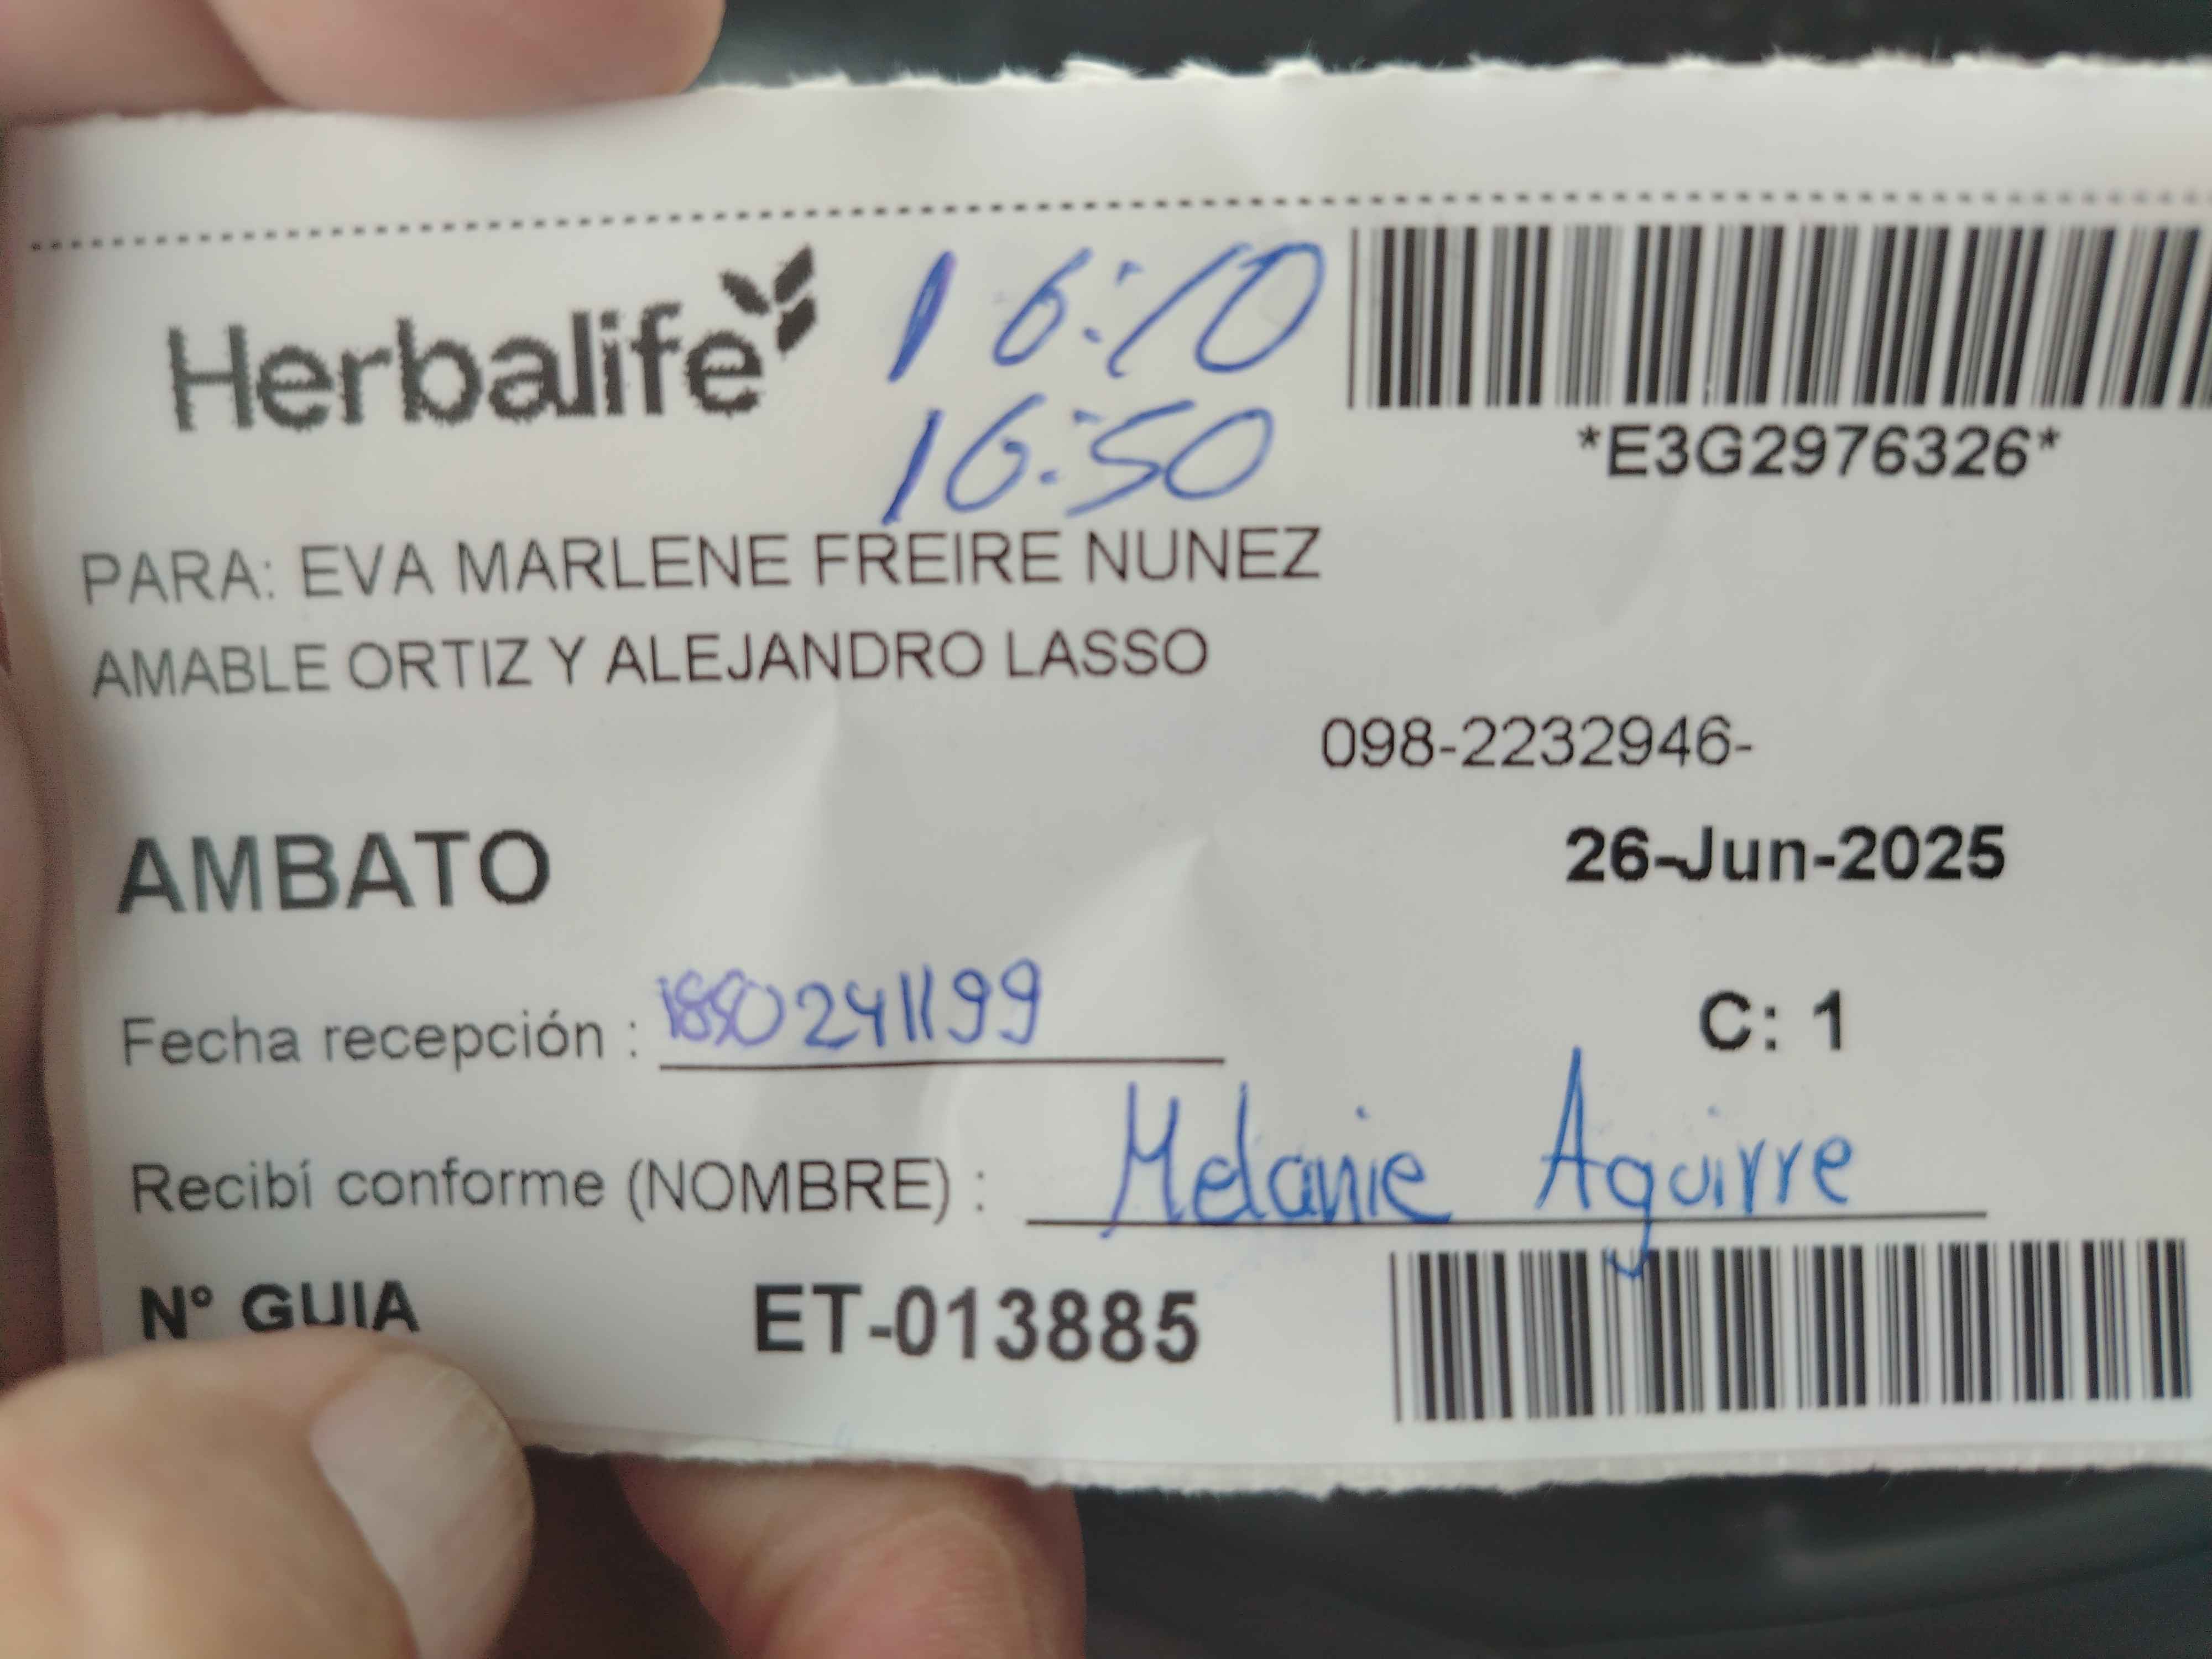 Herbalife
16:10
16:50
*E3G2976326*
PARA: EVA MARLENE FREIRE NUNEZ
AMABLE ORTIZ Y ALEJANDRO LASSO
098-2232946-
AMBATO
26-Jun-2025
Fecha recepción : 1850241199
C: 1
Recibí conforme (NOMBRE) : Melanie Aguirre
N° GUIA ET-013885